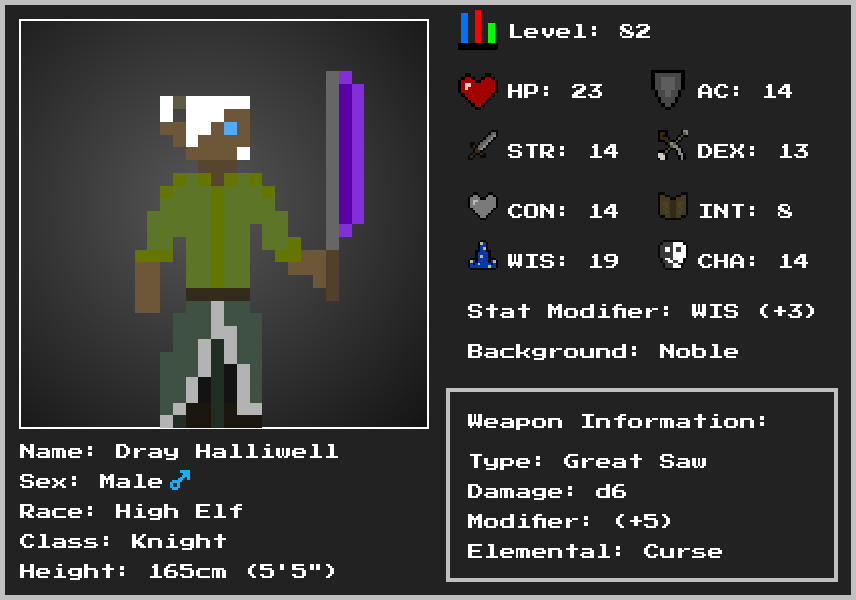 Level: 82
HP: 23
AC: 14
STR: 14
DEX: 13
CON: 14
INT: 8
WIS: 19
CHA: 14
Stat Modifier: WIS (+3)
Background: Noble
Weapon Information:
Type: Great Saw
Damage: d6
Modifier: (+5)
Elemental: Curse
Name: Dray Halliwell
Sex: Male♂
Race: High Elf
Class: Knight
Height: 165cm (5'5")